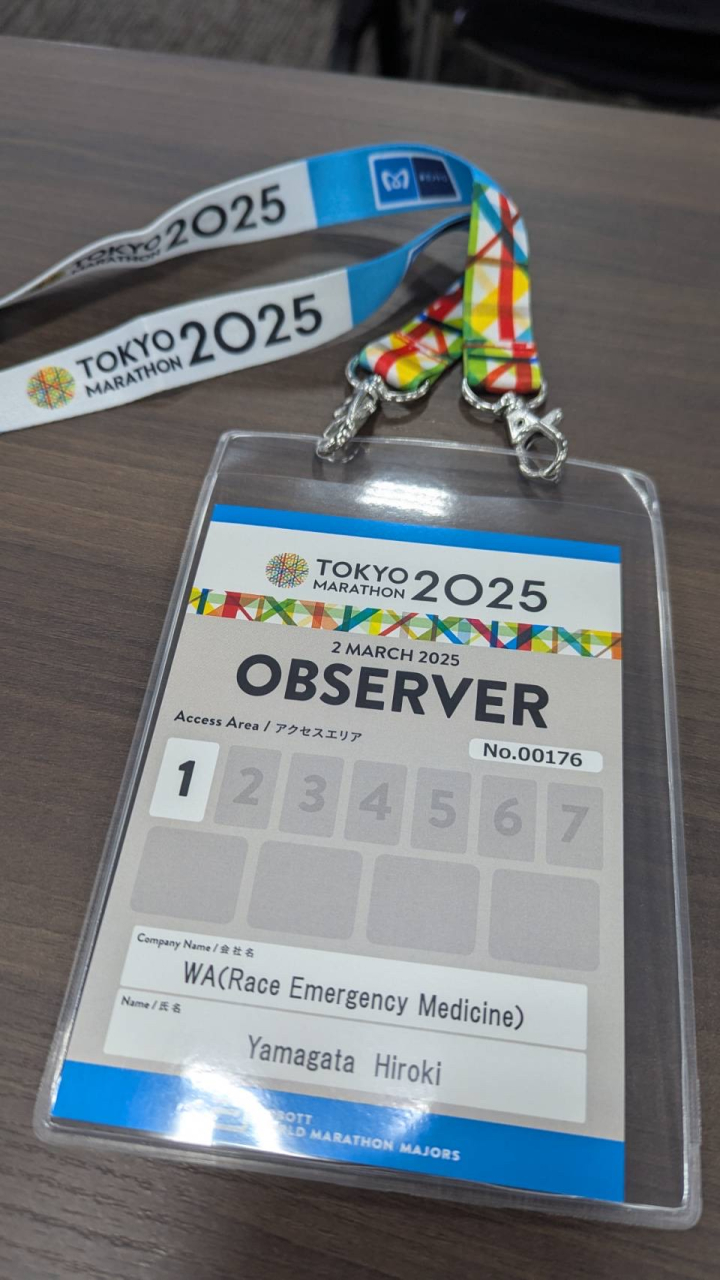 TOKYO
MARATHON 2025
TOKYO
MARATHON 2025
TOKYO
MARATHON 2025
2 MARCH 2025
OBSERVER
Access Area / アクセスエリア
No.00176
1 2 3 4 5 6 7
Company Name / 会社名
WA(Race Emergency Medicine)
Name / 氏名
Yamagata Hiroki
MARATHON MAJORS